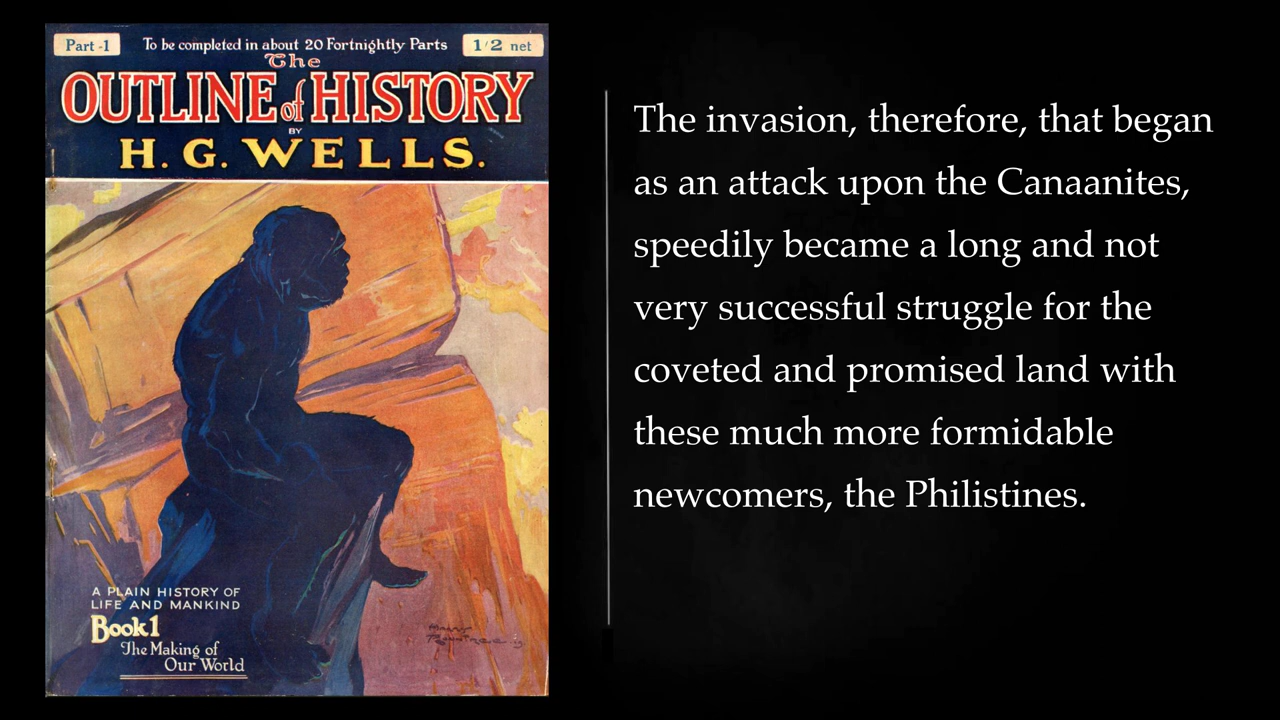 Part -1
To be completed in about 20 Fortnightly Parts
1/2 net
The
OUTLINE of HISTORY
BY
H. G. WELLS.
A PLAIN HISTORY OF
LIFE AND MANKIND
Book 1
The Making of
Our World
The invasion, therefore, that began
as an attack upon the Canaanites,
speedily became a long and not
very successful struggle for the
coveted and promised land with
these much more formidable
newcomers, the Philistines.